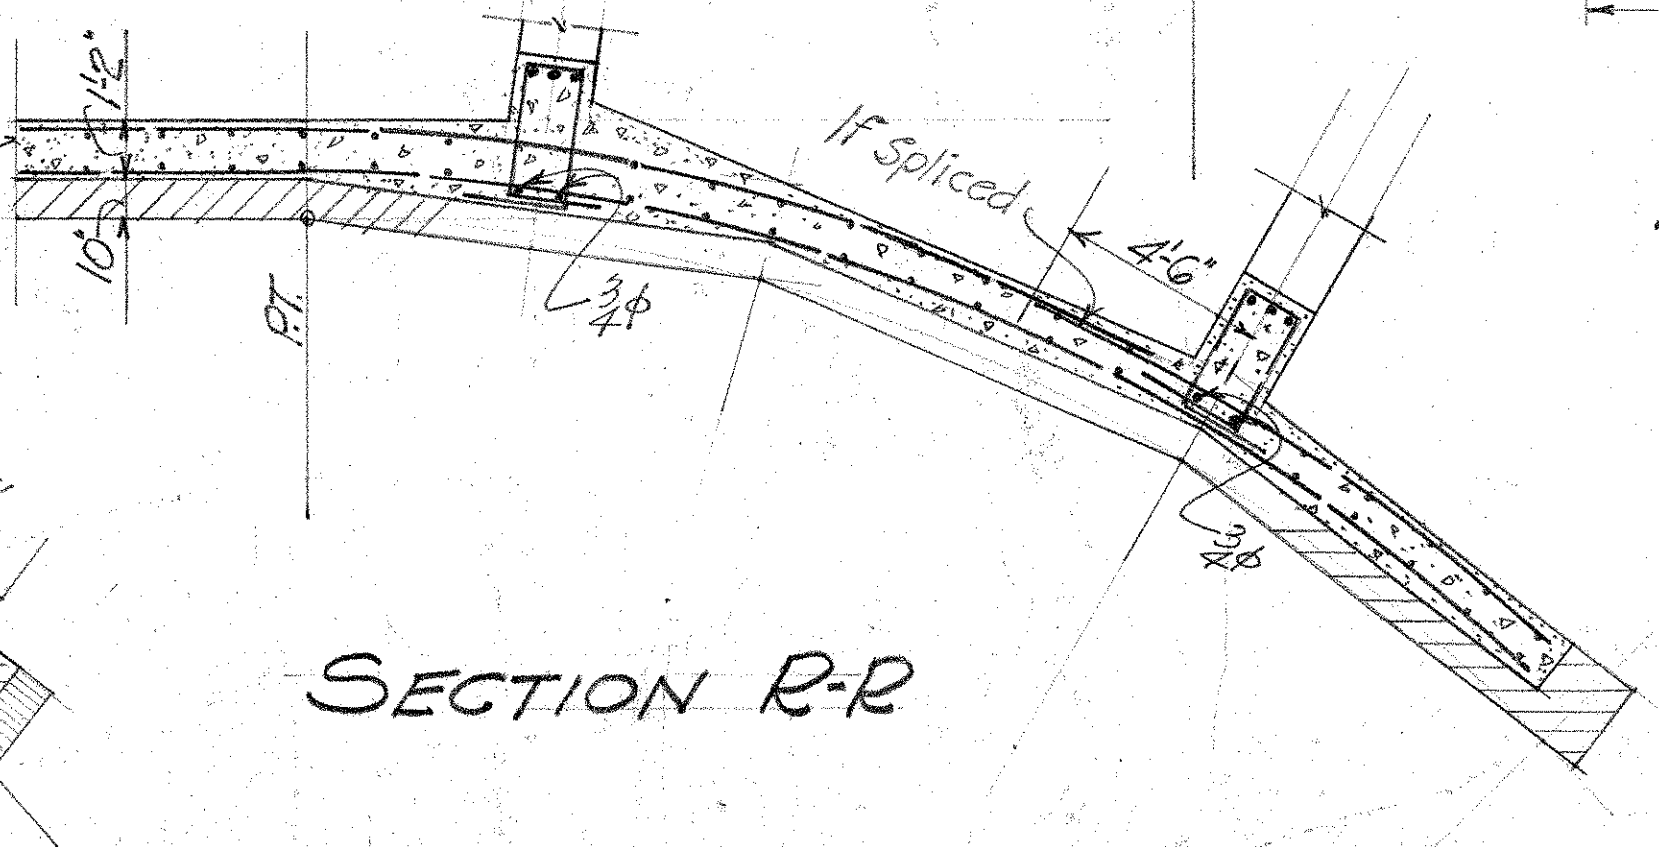 1'-2"
10"
P.T.
3/4 ϕ
If Spliced
4'-6"
3/4 ϕ
SECTION R-R